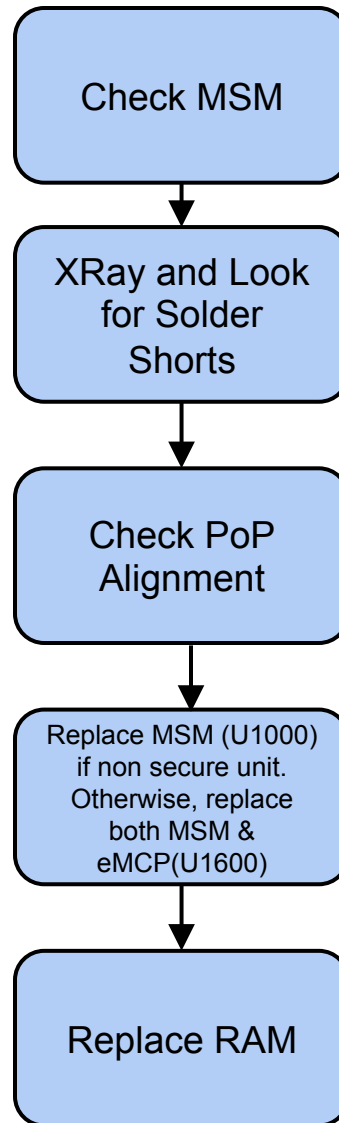 Check MSM
XRay and Look
for Solder
Shorts
Check PoP
Alignment
Replace MSM (U1000)
if non secure unit.
Otherwise, replace
both MSM &
eMCP(U1600)
Replace RAM